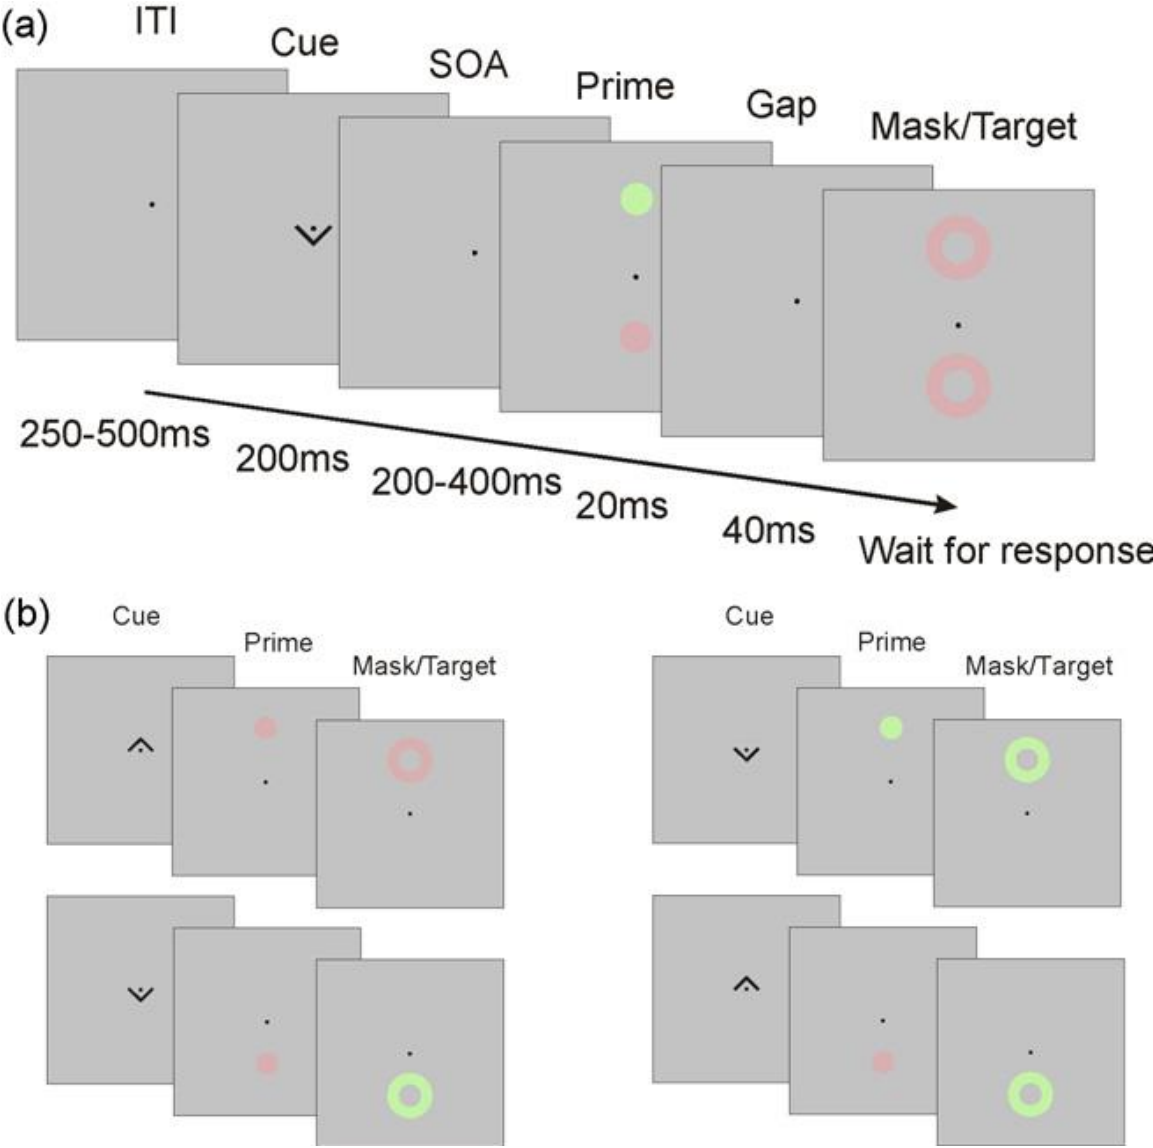 (a)
ITI
Cue
SOA
Prime
Gap
Mask/Target
250-500ms
200ms
200-400ms
20ms
40ms
Wait for response
(b)
Cue
Prime
Mask/Target
Cue
Prime
Mask/Target